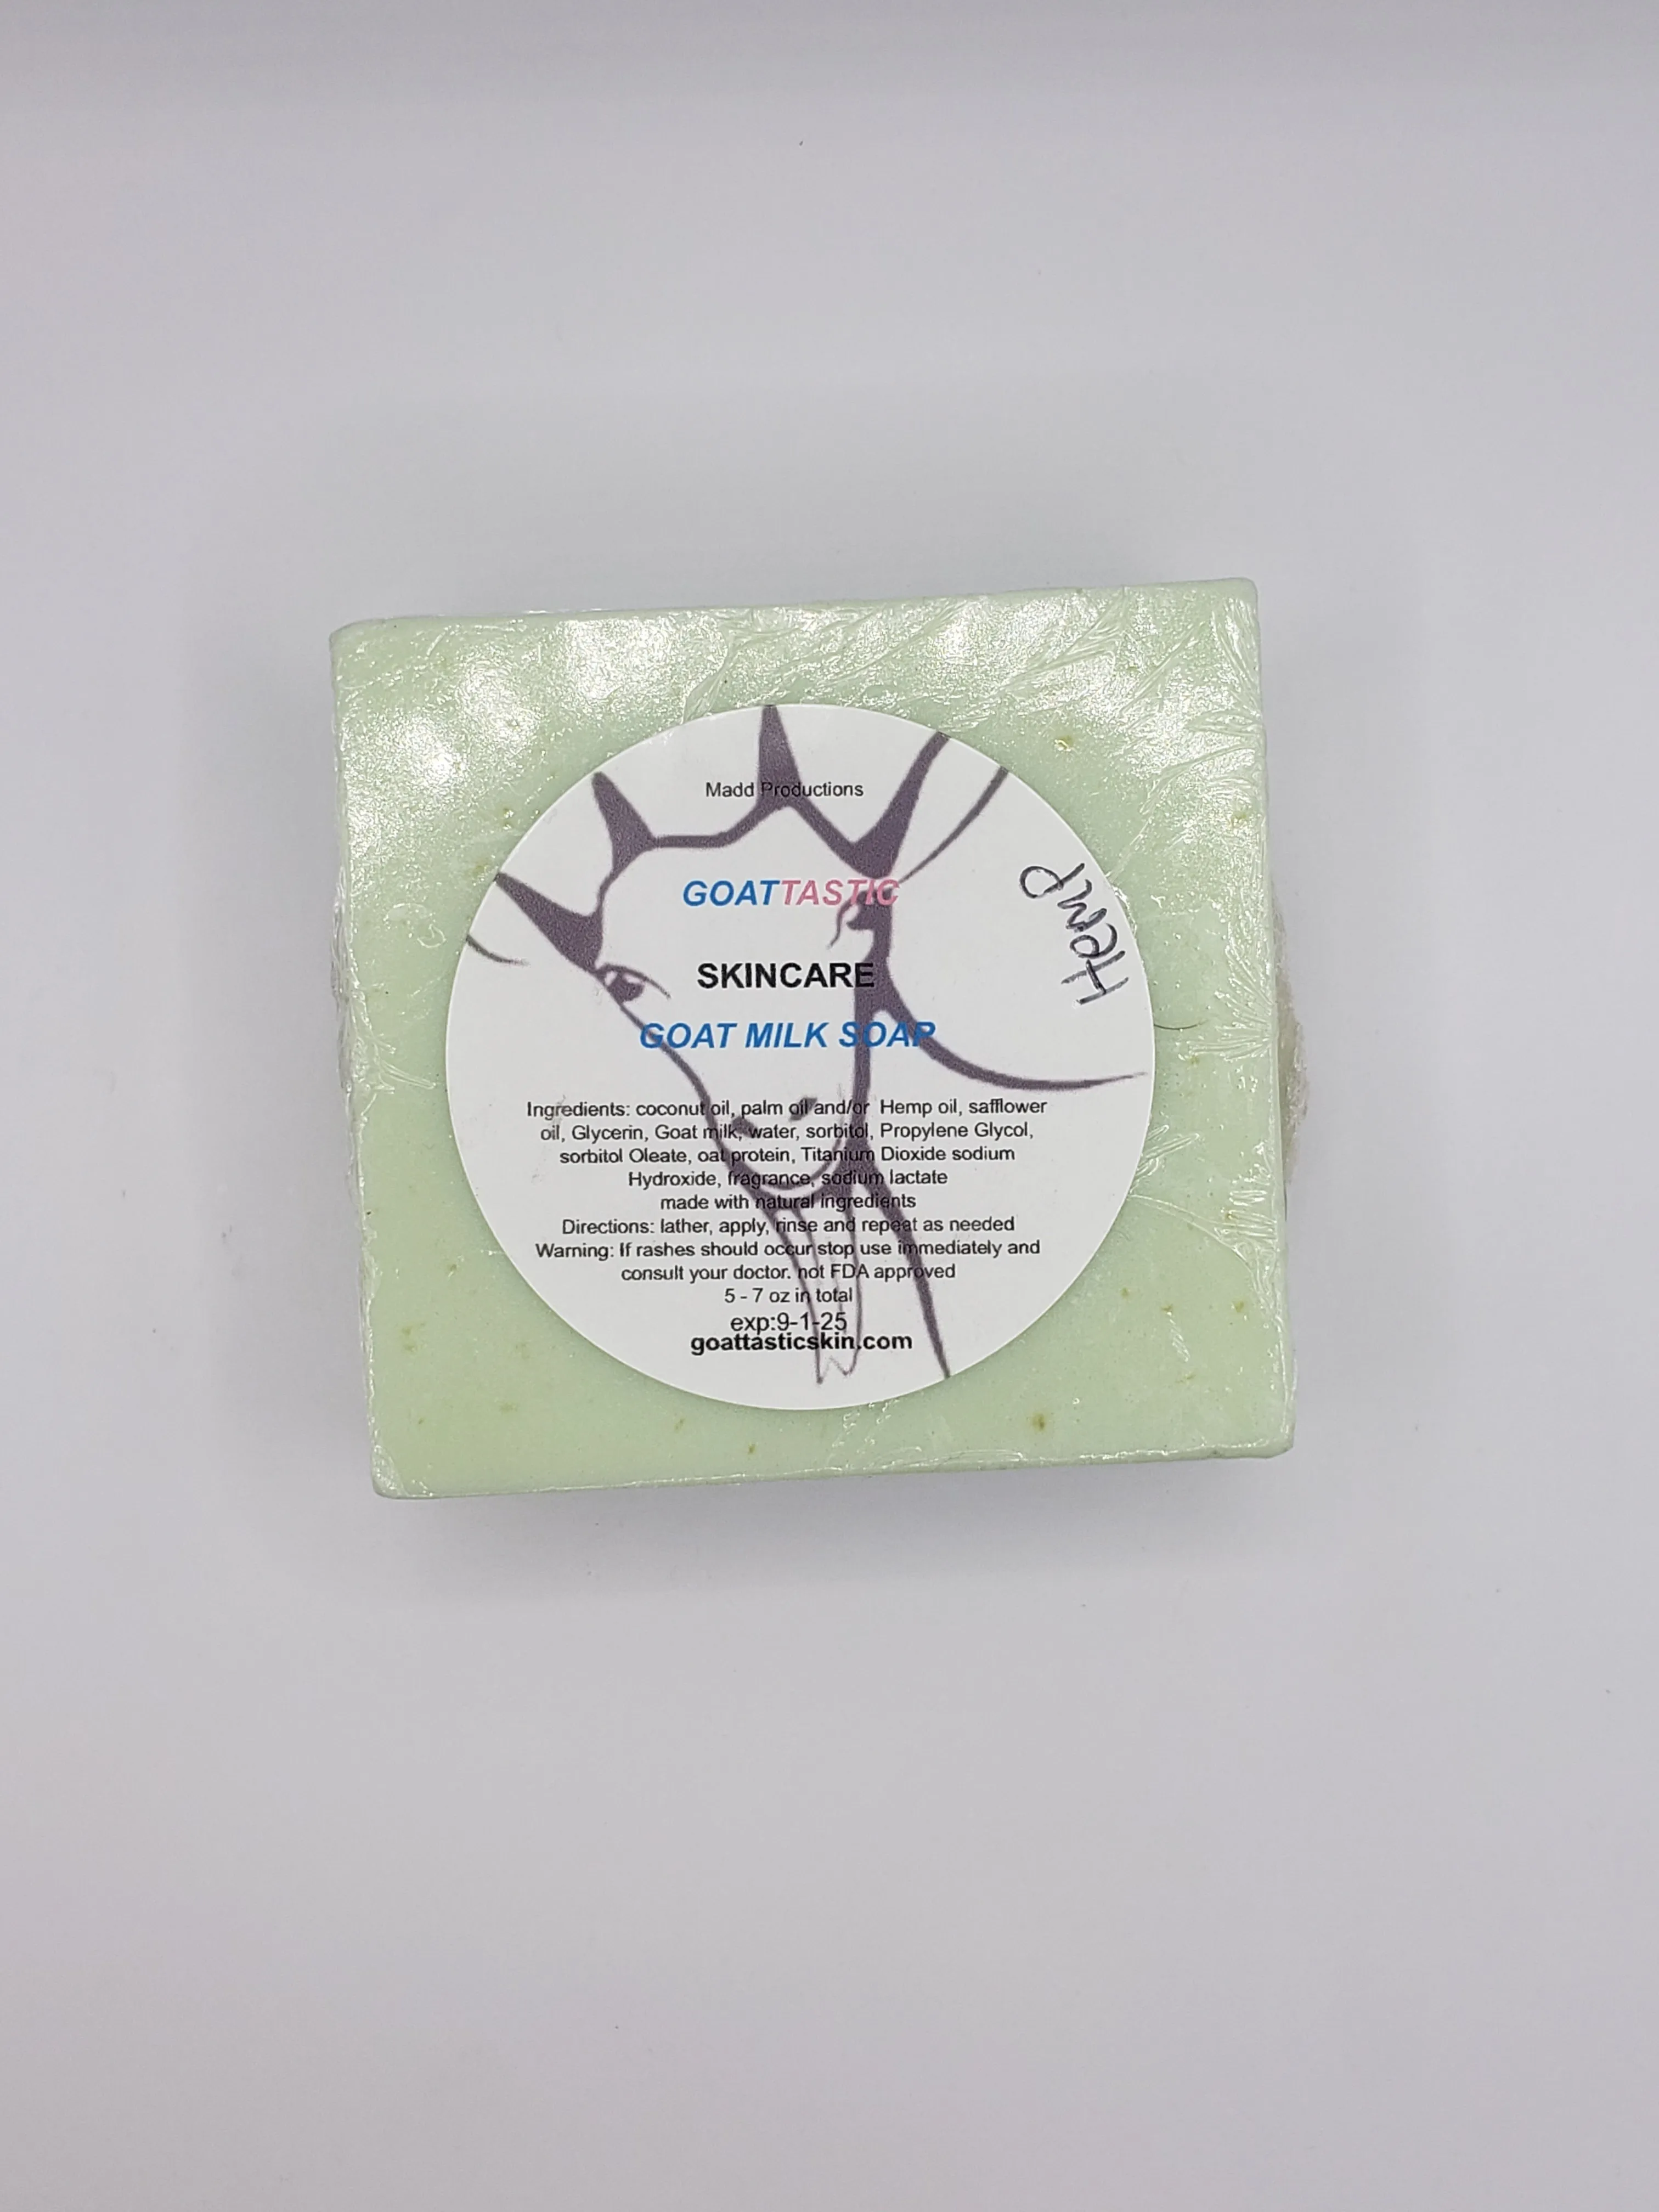 Madd Productions
GOATTASTIC
Hemp
SKINCARE
GOAT MILK SOAP
Ingredients: coconut oil, palm oil and/or Hemp oil, safflower
oil, Glycerin, Goat milk, water, sorbitol, Propylene Glycol,
sorbitol Oleate, oat protein, Titanium Dioxide sodium
Hydroxide, fragrance, sodium lactate
made with natural ingredients
Directions: lather, apply, rinse and repeat as needed
Warning: If rashes should occur stop use immediately and
consult your doctor. not FDA approved
5 - 7 oz in total
exp:9-1-25
goattasticskin.com